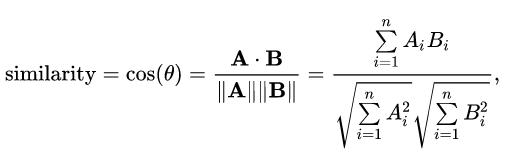 similarity = cos(θ) = A · B / ‖A‖‖B‖ = ∑_{i=1}^{n} A_i B_i / √(∑_{i=1}^{n} A_i^2) √(∑_{i=1}^{n} B_i^2),